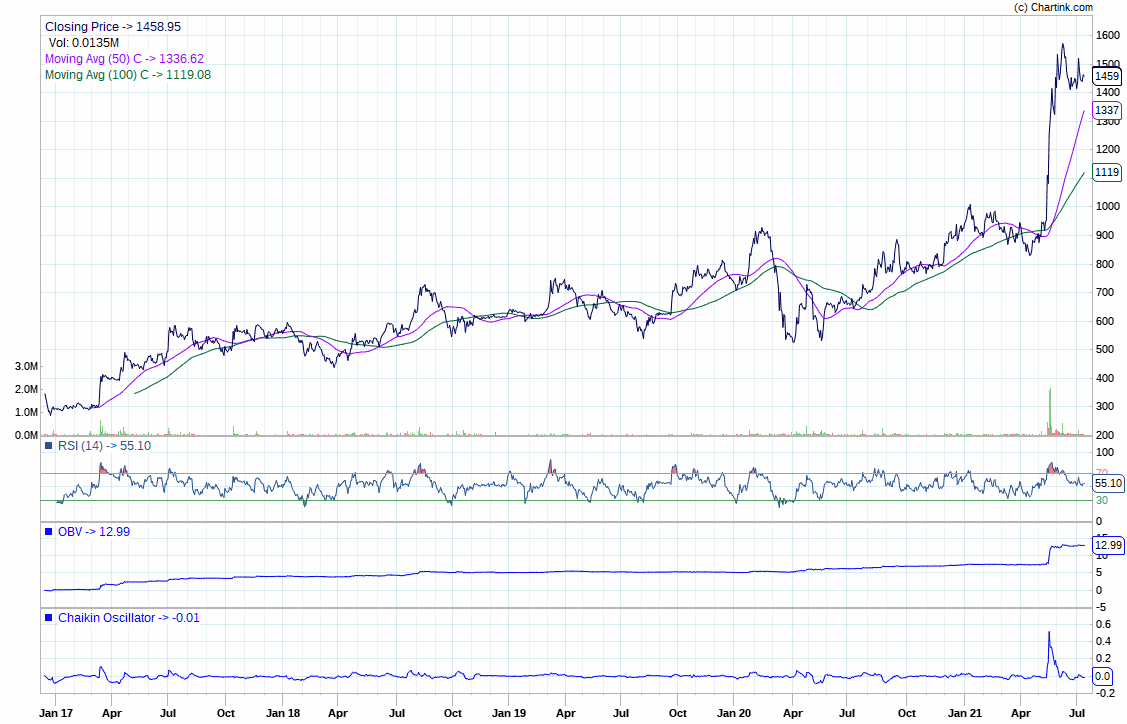 (c) Chartink.com
Closing Price -> 1458.95
Vol: 0.0135M
Moving Avg (50) C -> 1336.62
Moving Avg (100) C -> 1119.08
1600
1500
1459
1400
1337
1300
1200
1119
1000
900
800
700
600
500
400
300
200
3.0M
2.0M
1.0M
0.0M
RSI (14) -> 55.10
100
70
55.10
30
0
OBV -> 12.99
15
12.99
10
5
0
-5
Chaikin Oscillator -> -0.01
0.6
0.4
0.2
0.0
-0.2
Jan 17 Apr Jul Oct Jan 18 Apr Jul Oct Jan 19 Apr Jul Oct Jan 20 Apr Jul Oct Jan 21 Apr Jul